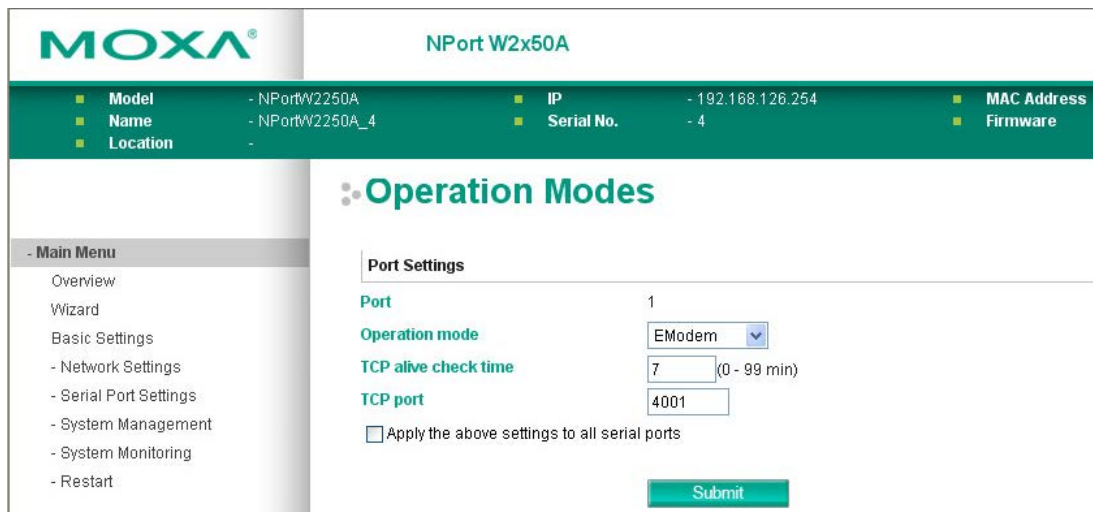 MOXA®
NPort W2x50A
Model - NPortW2250A IP - 192.168.126.254 MAC Address
Name - NPortW2250A_4 Serial No. - 4 Firmware
Location -
Operation Modes
- Main Menu
Overview
Wizard
Basic Settings
- Network Settings
- Serial Port Settings
- System Management
- System Monitoring
- Restart
Port Settings
Port 1
Operation mode EModem
TCP alive check time 7 (0 - 99 min)
TCP port 4001
Apply the above settings to all serial ports
Submit